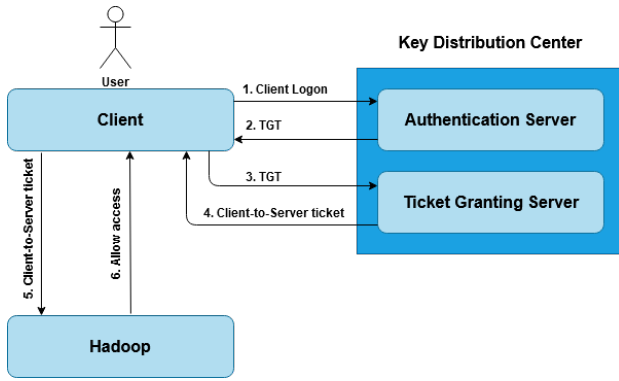 Key Distribution Center
User
1. Client Logon
Client
Authentication Server
2. TGT
3. TGT
Ticket Granting Server
4. Client-to-Server ticket
5. Client-to-Server ticket
6. Allow access
Hadoop